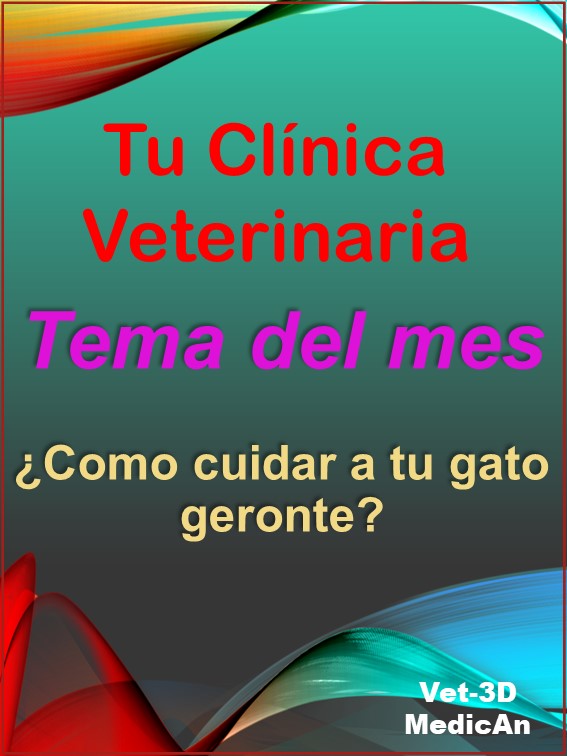 Tu Clínica
Veterinaria
Tema del mes
¿Como cuidar a tu gato
geronte?
Vet-3D
MedicAn